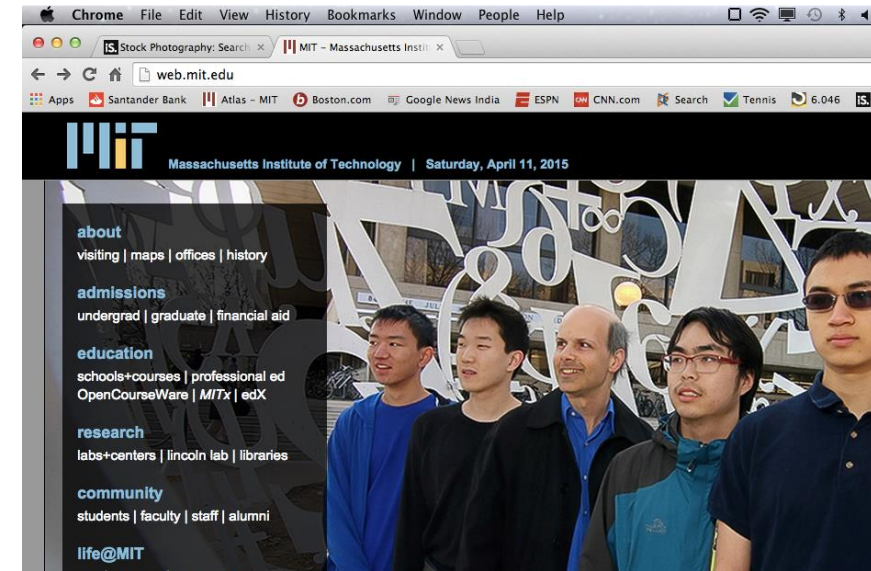 Chrome File Edit View History Bookmarks Window People Help
Stock Photography: Search MIT - Massachusetts Instit
web.mit.edu
Apps Santander Bank Atlas - MIT Boston.com Google News India ESPN CNN.com Search Tennis 6.046 IS.
MIT
Massachusetts Institute of Technology | Saturday, April 11, 2015
about
visiting | maps | offices | history
admissions
undergrad | graduate | financial aid
education
schools+courses | professional ed
OpenCourseWare | MITx | edX
research
labs+centers | lincoln lab | libraries
community
students | faculty | staff | alumni
life@MIT